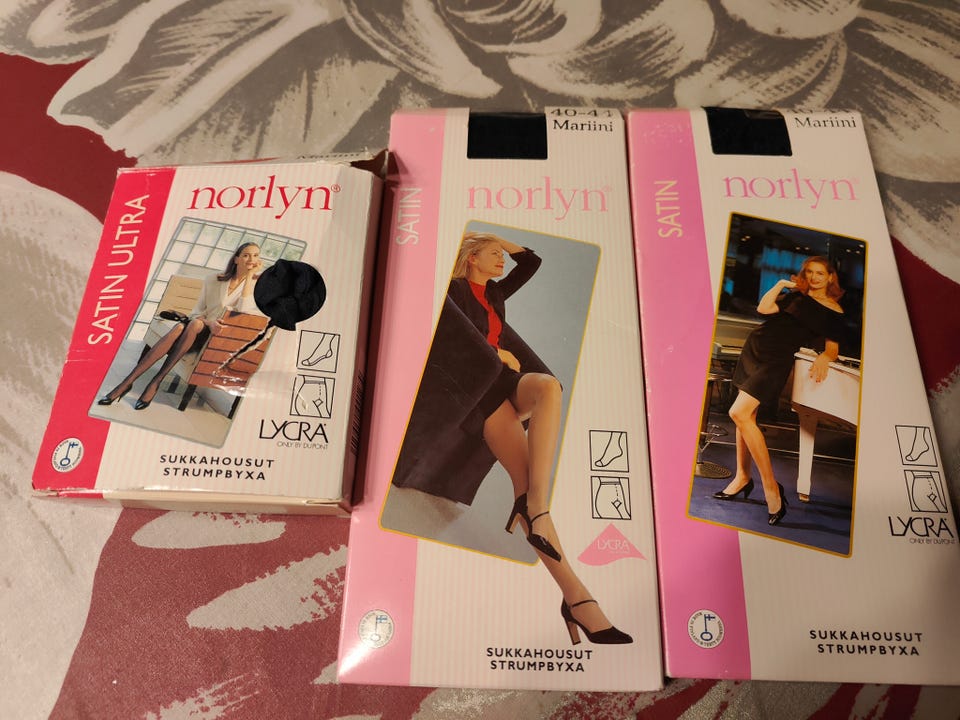 norlyn®
SATIN ULTRA
LYCRA
ONLY BY DUPONT
SUKKAHOUSUT
STRUMPBYXA
40-44
Mariini
norlyn®
SATIN
LYCRA
SUKKAHOUSUT
STRUMPBYXA
Mariini
norlyn®
SATIN
LYCRA
ONLY BY DUPONT
SUKKAHOUSUT
STRUMPBYXA